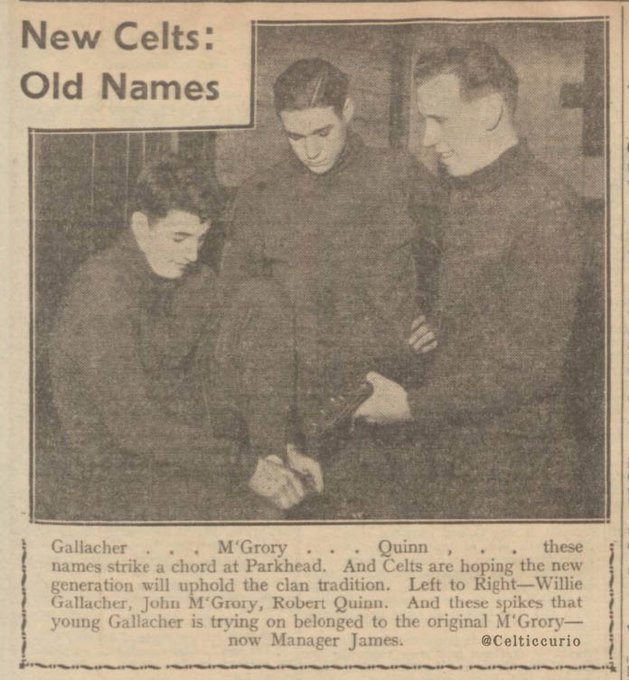 New Celts:
Old Names
Gallacher . . . M'Grory . . . Quinn , . . these
names strike a chord at Parkhead. And Celts are hoping the new
generation will uphold the clan tradition. Left to Right—Willie
Gallacher, John M'Grory, Robert Quinn. And these spikes that
young Gallacher is trying on belonged to the original M'Grory—
now Manager James.
@Celticcurio